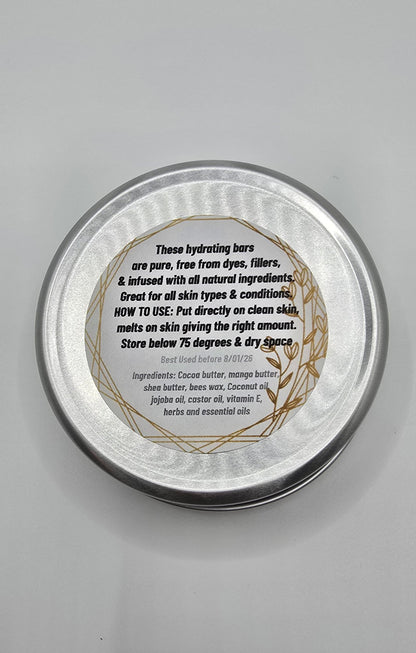 These hydrating bars
are pure, free from dyes, fillers,
& infused with all natural ingredients.
Great for all skin types & conditions.
HOW TO USE: Put directly on clean skin,
melts on skin giving the right amount.
Store below 75 degrees & dry space
Best Used before 8/01/26
Ingredients: Cocoa butter, mango butter,
shea butter, bees wax, Coconut oil,
jojoba oil, castor oil, vitamin E,
herbs and essential oils